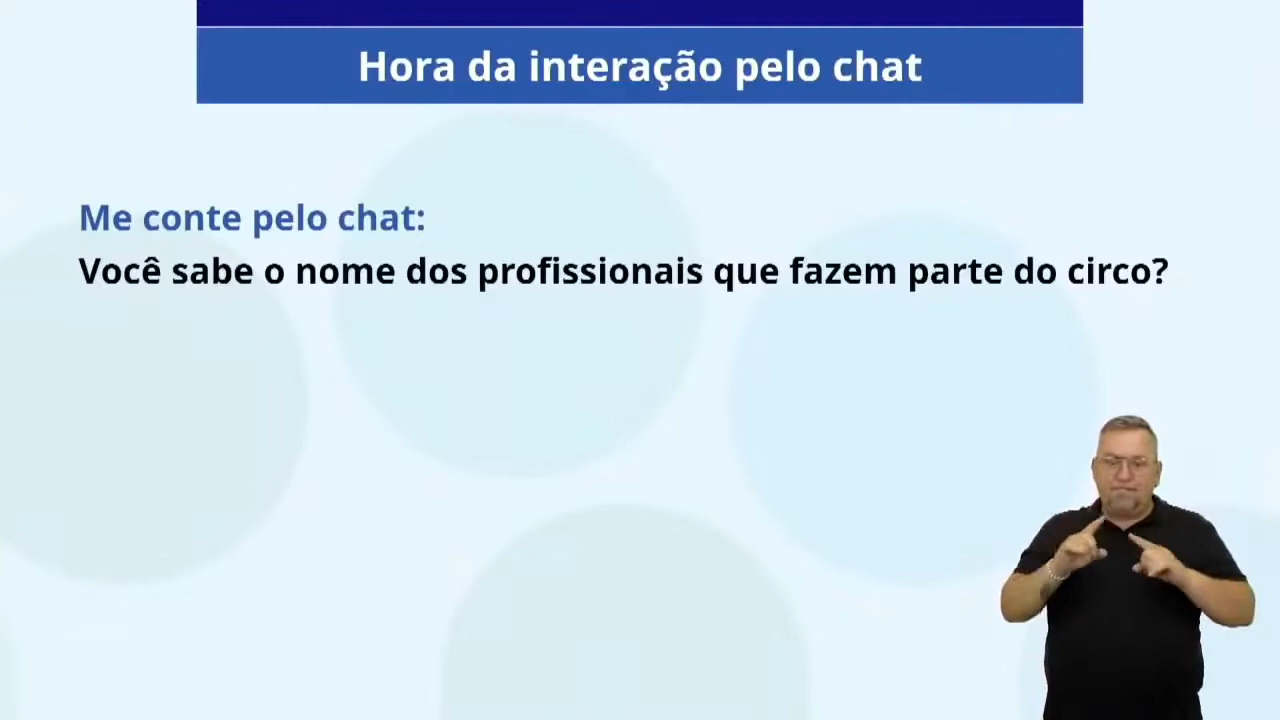 Hora da interação pelo chat
Me conte pelo chat:
Você sabe o nome dos profissionais que fazem parte do circo?